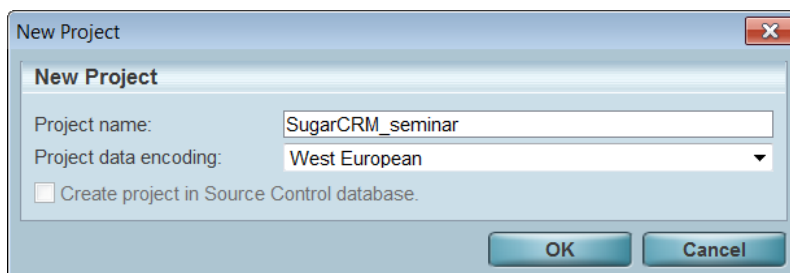 New Project
New Project
Project name: SugarCRM_seminar
Project data encoding: West European
Create project in Source Control database.
OK Cancel